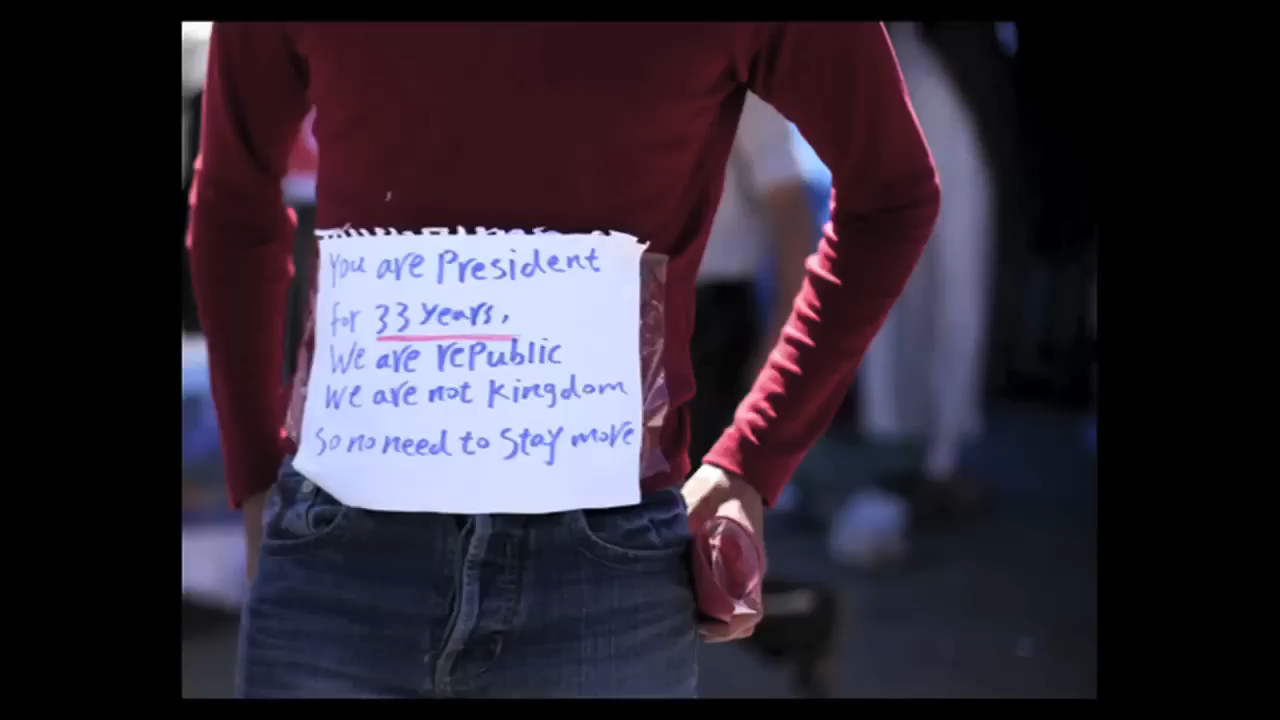 You are President
for 33 years,
We are republic
We are not kingdom
so no need to stay more